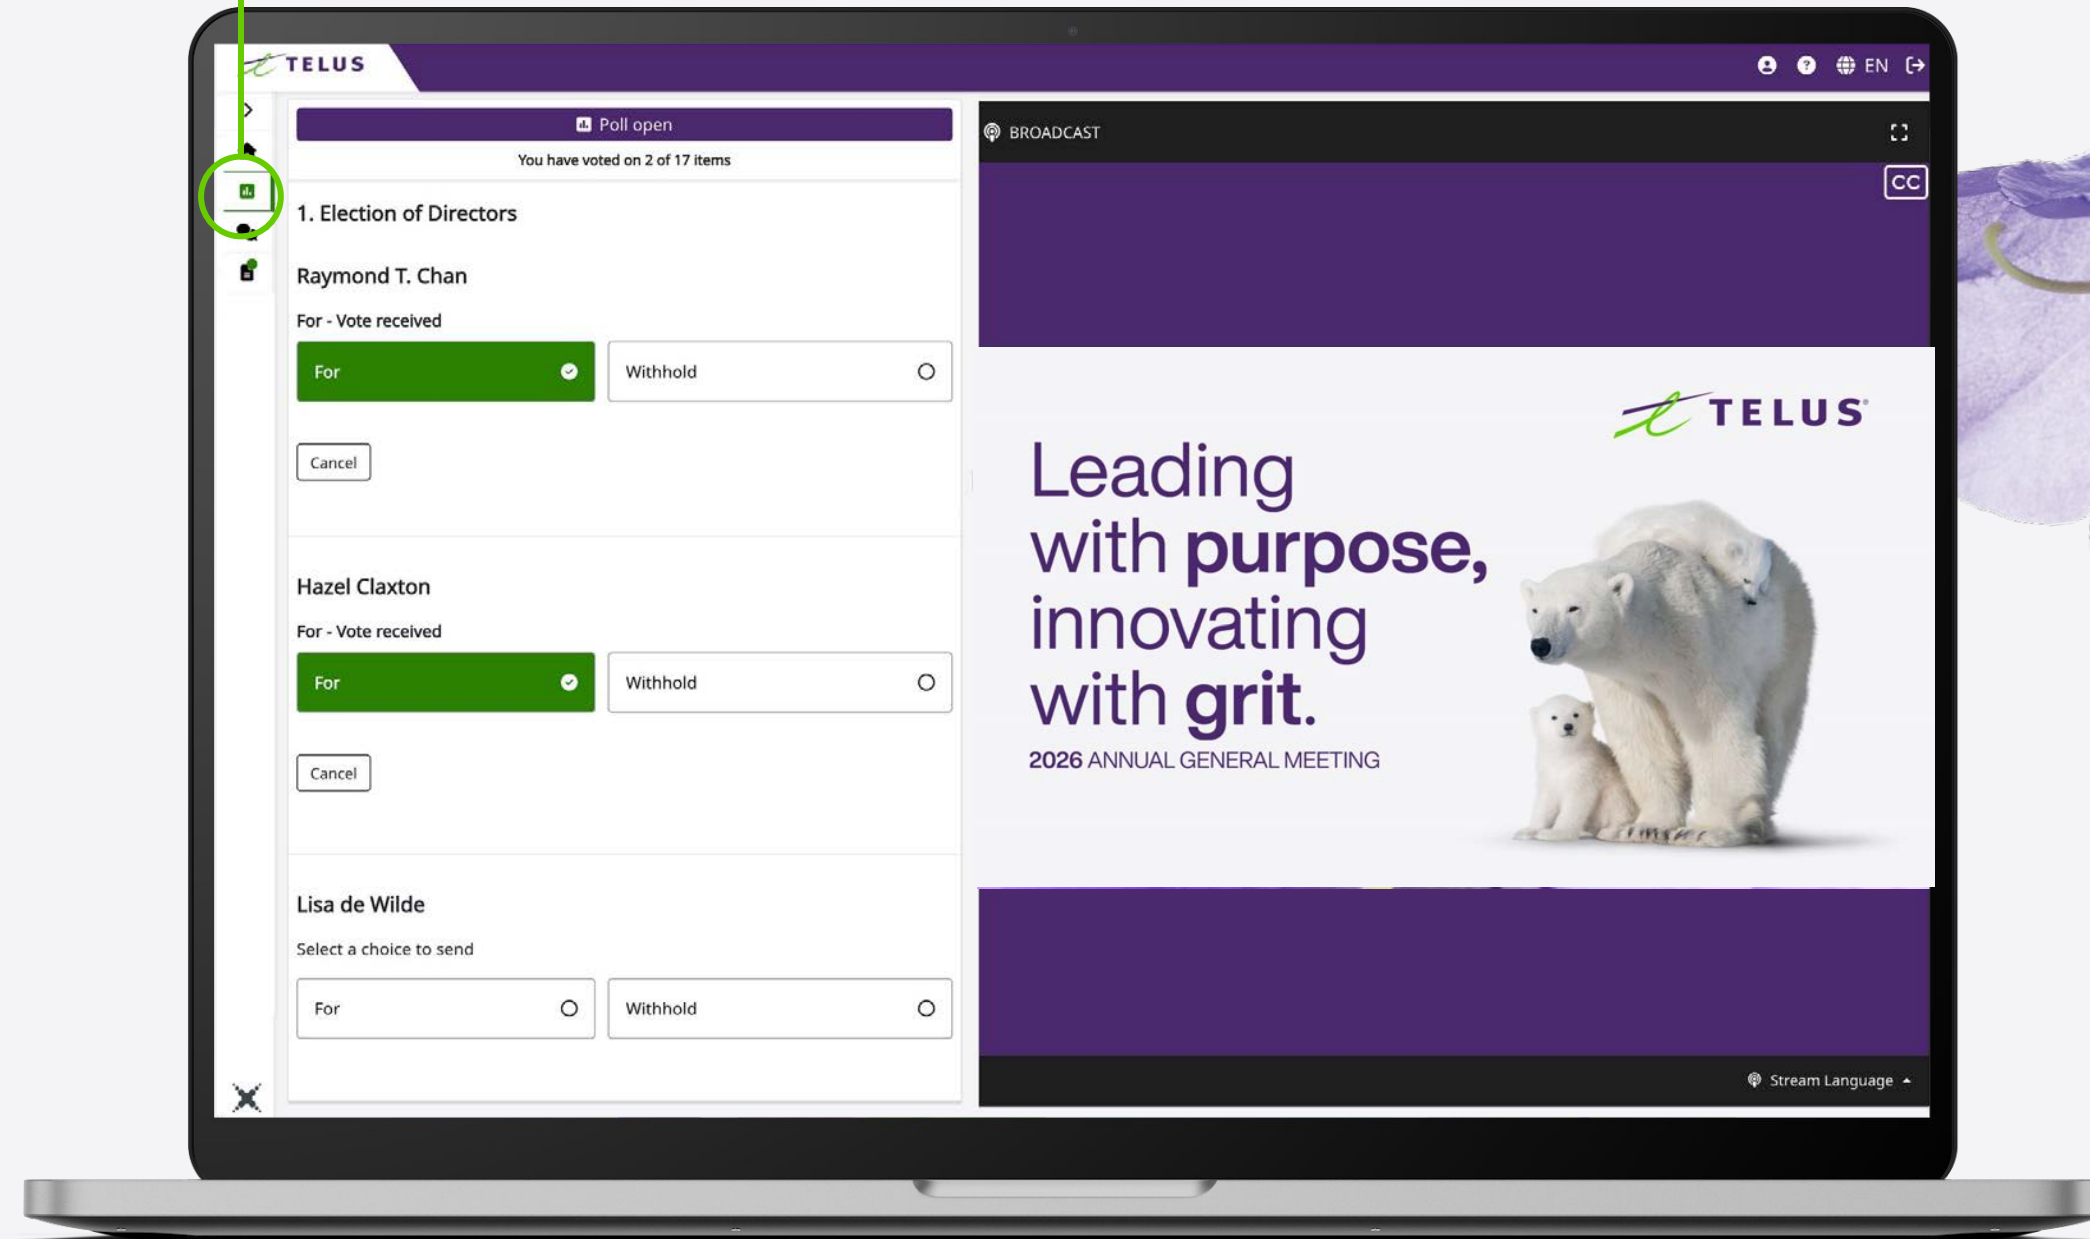 TELUS
EN
Poll open
You have voted on 2 of 17 items
1. Election of Directors
Raymond T. Chan
For - Vote received
For
Withhold
Cancel
Hazel Claxton
For - Vote received
For
Withhold
Cancel
Lisa de Wilde
Select a choice to send
For
Withhold
BROADCAST
CC
TELUS
Leading
with purpose,
innovating
with grit.
2026 ANNUAL GENERAL MEETING
Stream Language